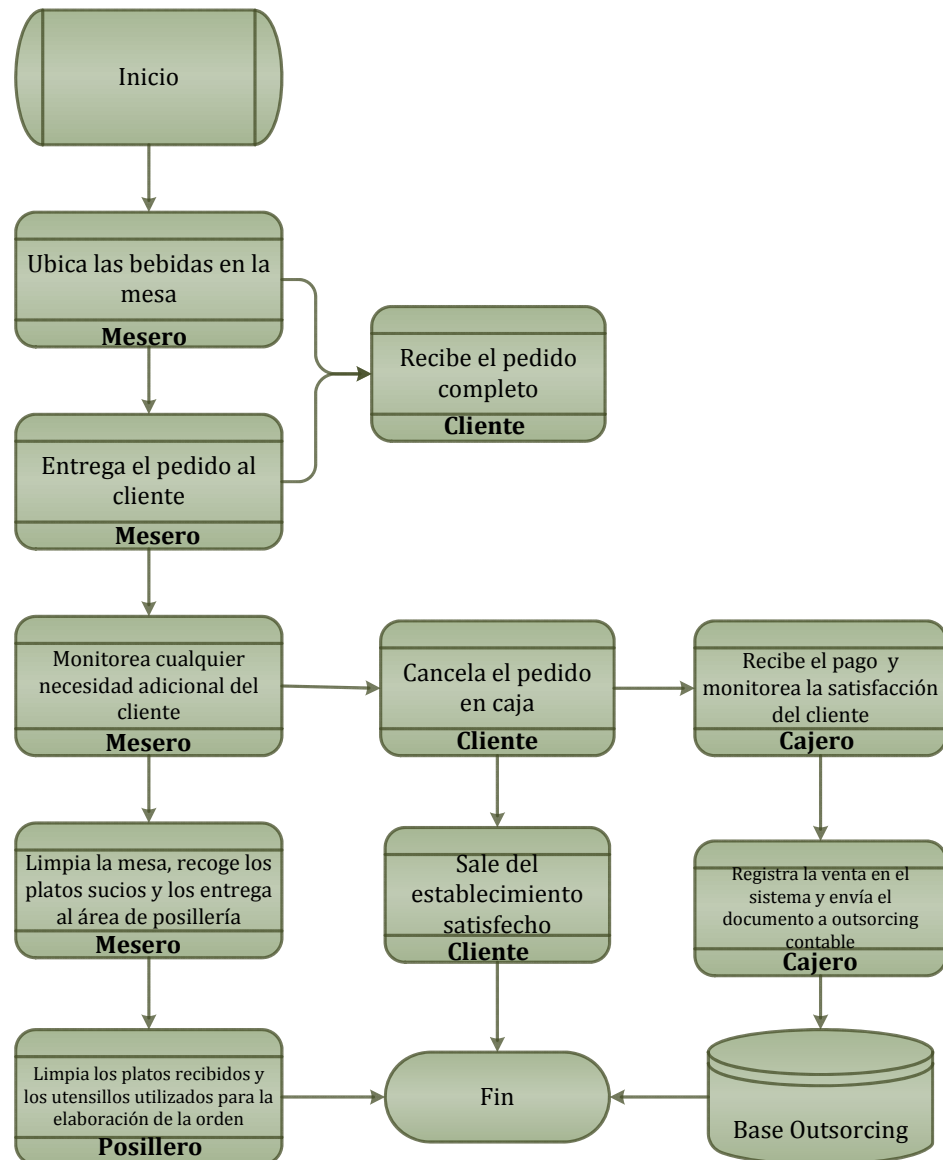 Inicio
Ubica las bebidas en la
mesa
Mesero
Recibe el pedido
completo
Cliente
Entrega el pedido al
cliente
Mesero
Monitorea cualquier
necesidad adicional del
cliente
Mesero
Cancela el pedido
en caja
Cliente
Recibe el pago y
monitorea la satisfacción
del cliente
Cajero
Limpia la mesa, recoge los
platos sucios y los entrega
al área de posillería
Mesero
Sale del
establecimiento
satisfecho
Cliente
Registra la venta en el
sistema y envía el
documento a outsorcing
contable
Cajero
Limpia los platos recibidos y
los utensillos utilizados para la
elaboración de la orden
Posillero
Fin
Base Outsorcing